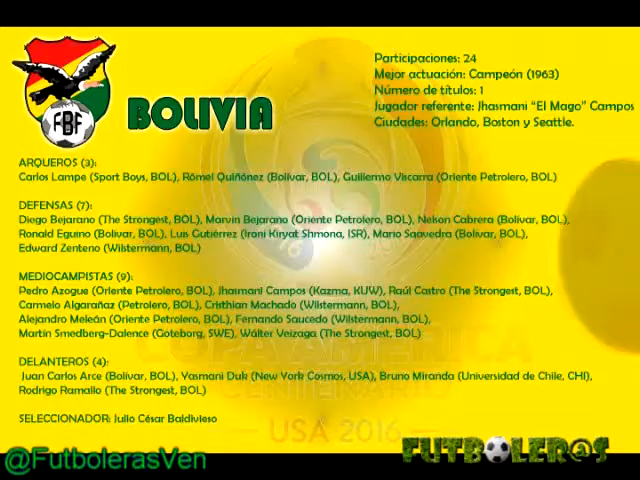 Participaciones: 24
Mejor actuación: Campeón (1963)
Número de títulos: 1
Jugador referente: Jhasmani "El Mago" Campos
Ciudades: Orlando, Boston y Seattle.
FBF
BOLIVIA
ARQUEROS (3):
Carlos Lampe (Sport Boys, BOL), Rómel Quiñónez (Bolívar, BOL), Guillermo Viscarra (Oriente Petrolero, BOL)
DEFENSAS (7):
Diego Bejarano (The Strongest, BOL), Marvin Bejarano (Oriente Petrolero, BOL), Nelson Cabrera (Bolívar, BOL),
Ronald Eguino (Bolívar, BOL), Luis Gutiérrez (Ironi Kiryat Shmona, ISR), Mario Saavedra (Bolívar, BOL),
Edward Zenteno (Wilstermann, BOL)
MEDIOCAMPISTAS (9):
Pedro Azogue (Oriente Petrolero, BOL), Jhasmani Campos (Kazma, KUW), Raúl Castro (The Strongest, BOL),
Carmelo Algarañaz (Petrolero, BOL), Cristhian Machado (Wilstermann, BOL),
Alejandro Meleán (Oriente Petrolero, BOL), Fernando Saucedo (Wilstermann, BOL),
Martín Smedberg-Dalence (Goteborg, SWE), Wálter Veizaga (The Strongest, BOL)
DELANTEROS (4):
Juan Carlos Arce (Bolívar, BOL), Yasmani Duk (New York Cosmos, USA), Bruno Miranda (Universidad de Chile, CHI),
Rodrigo Ramallo (The Strongest, BOL)
COPA AMERICA
CENTENARIO
SELECCIONADOR: Julio César Baldivieso
USA 2016
@FutbolerasVen
FUTBOLER@S